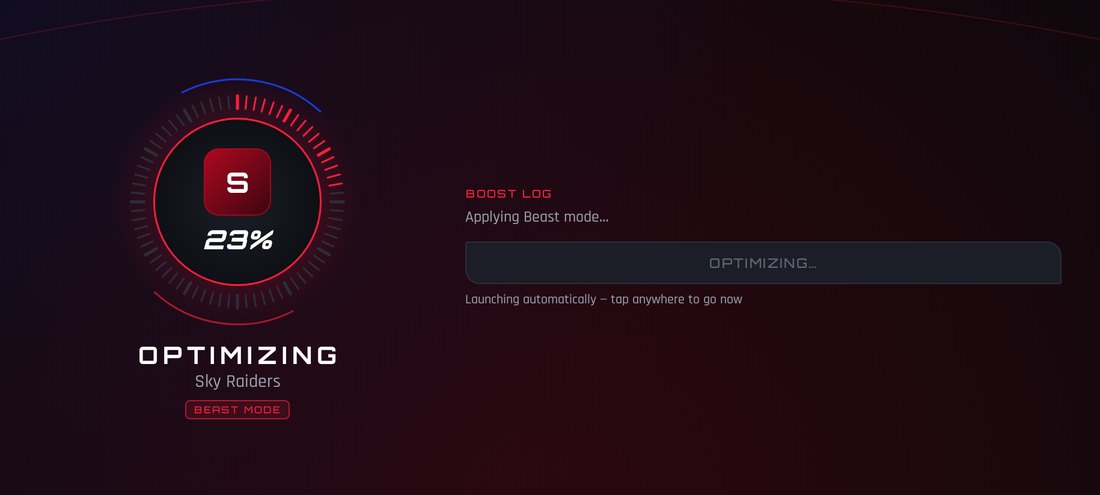 S
23%
OPTIMIZING
Sky Raiders
BEAST MODE
BOOST LOG
Applying Beast mode...
OPTIMIZING...
Launching automatically – tap anywhere to go now